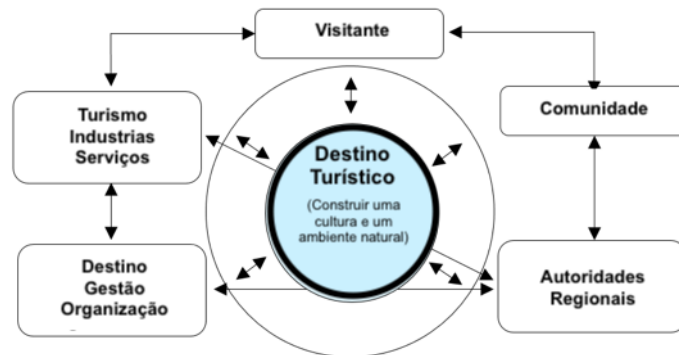 Visitante
Turismo
Industrias
Serviços
Comunidade
Destino
Turístico
(Construir uma
cultura e um
ambiente natural)
Destino
Gestão
Organização
Autoridades
Regionais